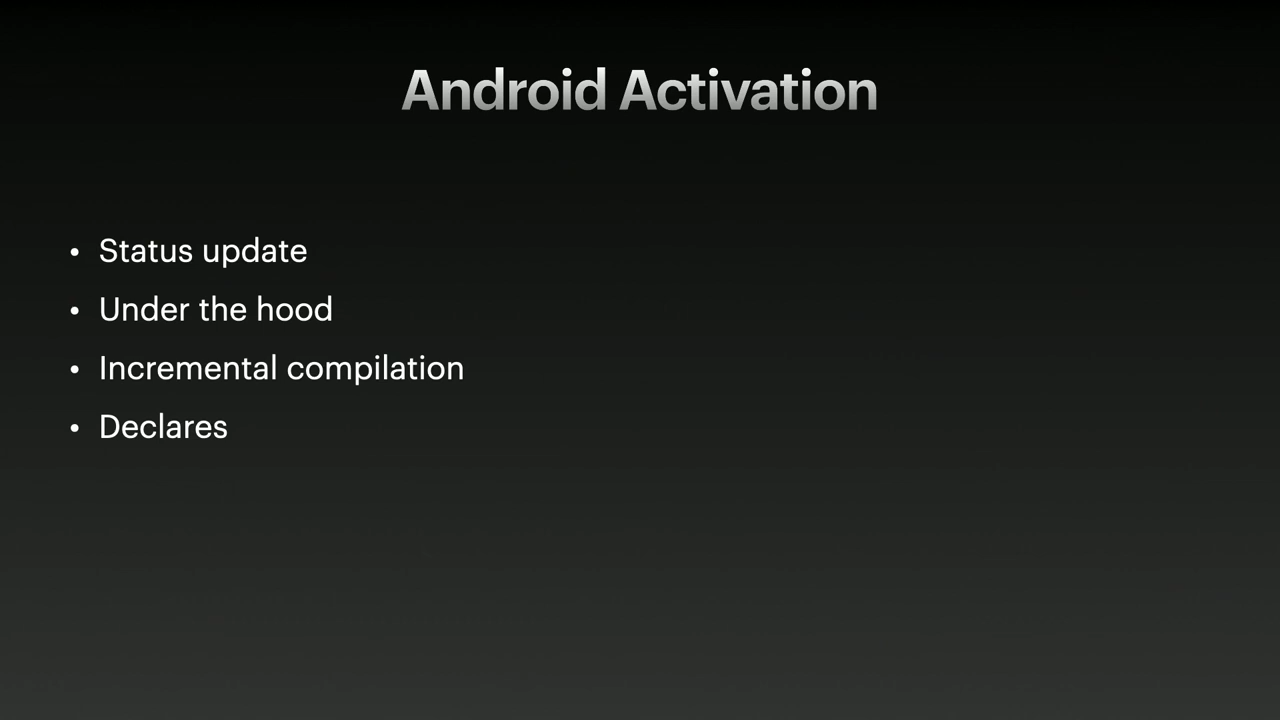 Android Activation
• Status update
• Under the hood
• Incremental compilation
• Declares